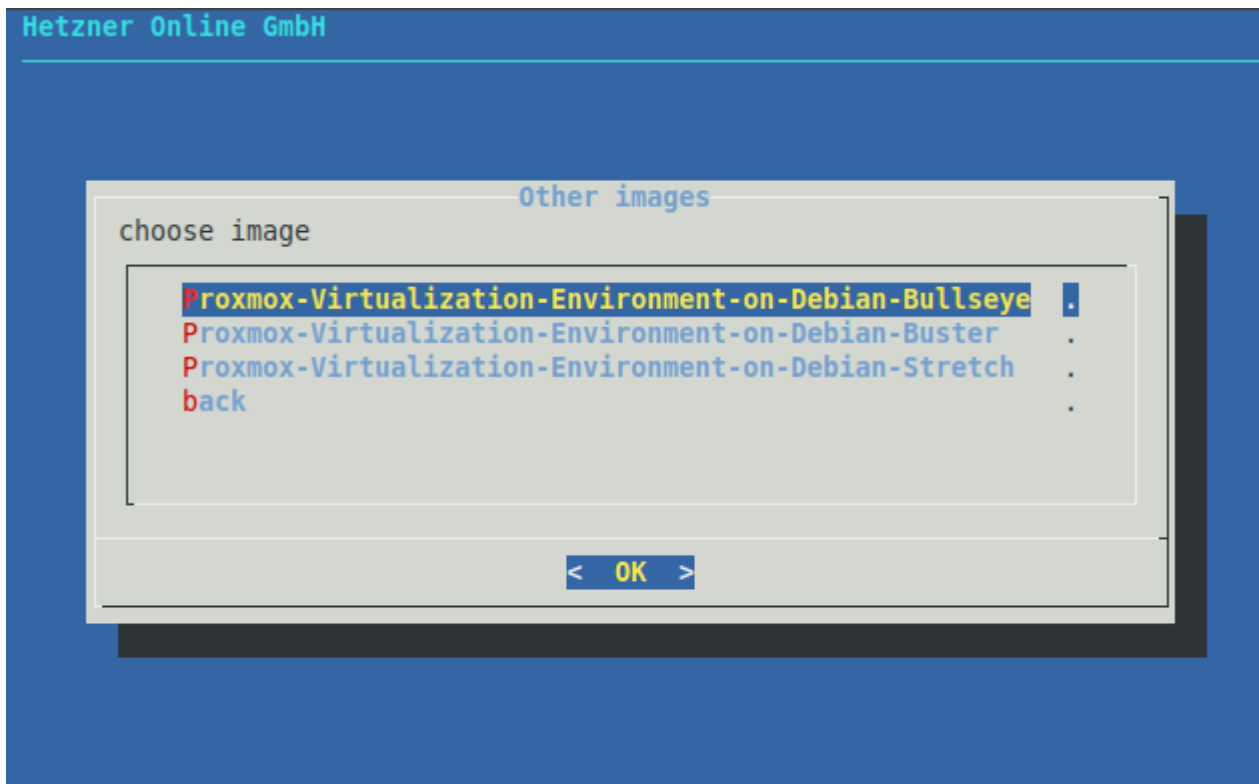 Hetzner Online GmbH
Other images
choose image
Proxmox-Virtualization-Environment-on-Debian-Bullseye .
Proxmox-Virtualization-Environment-on-Debian-Buster .
Proxmox-Virtualization-Environment-on-Debian-Stretch .
back .
< OK >